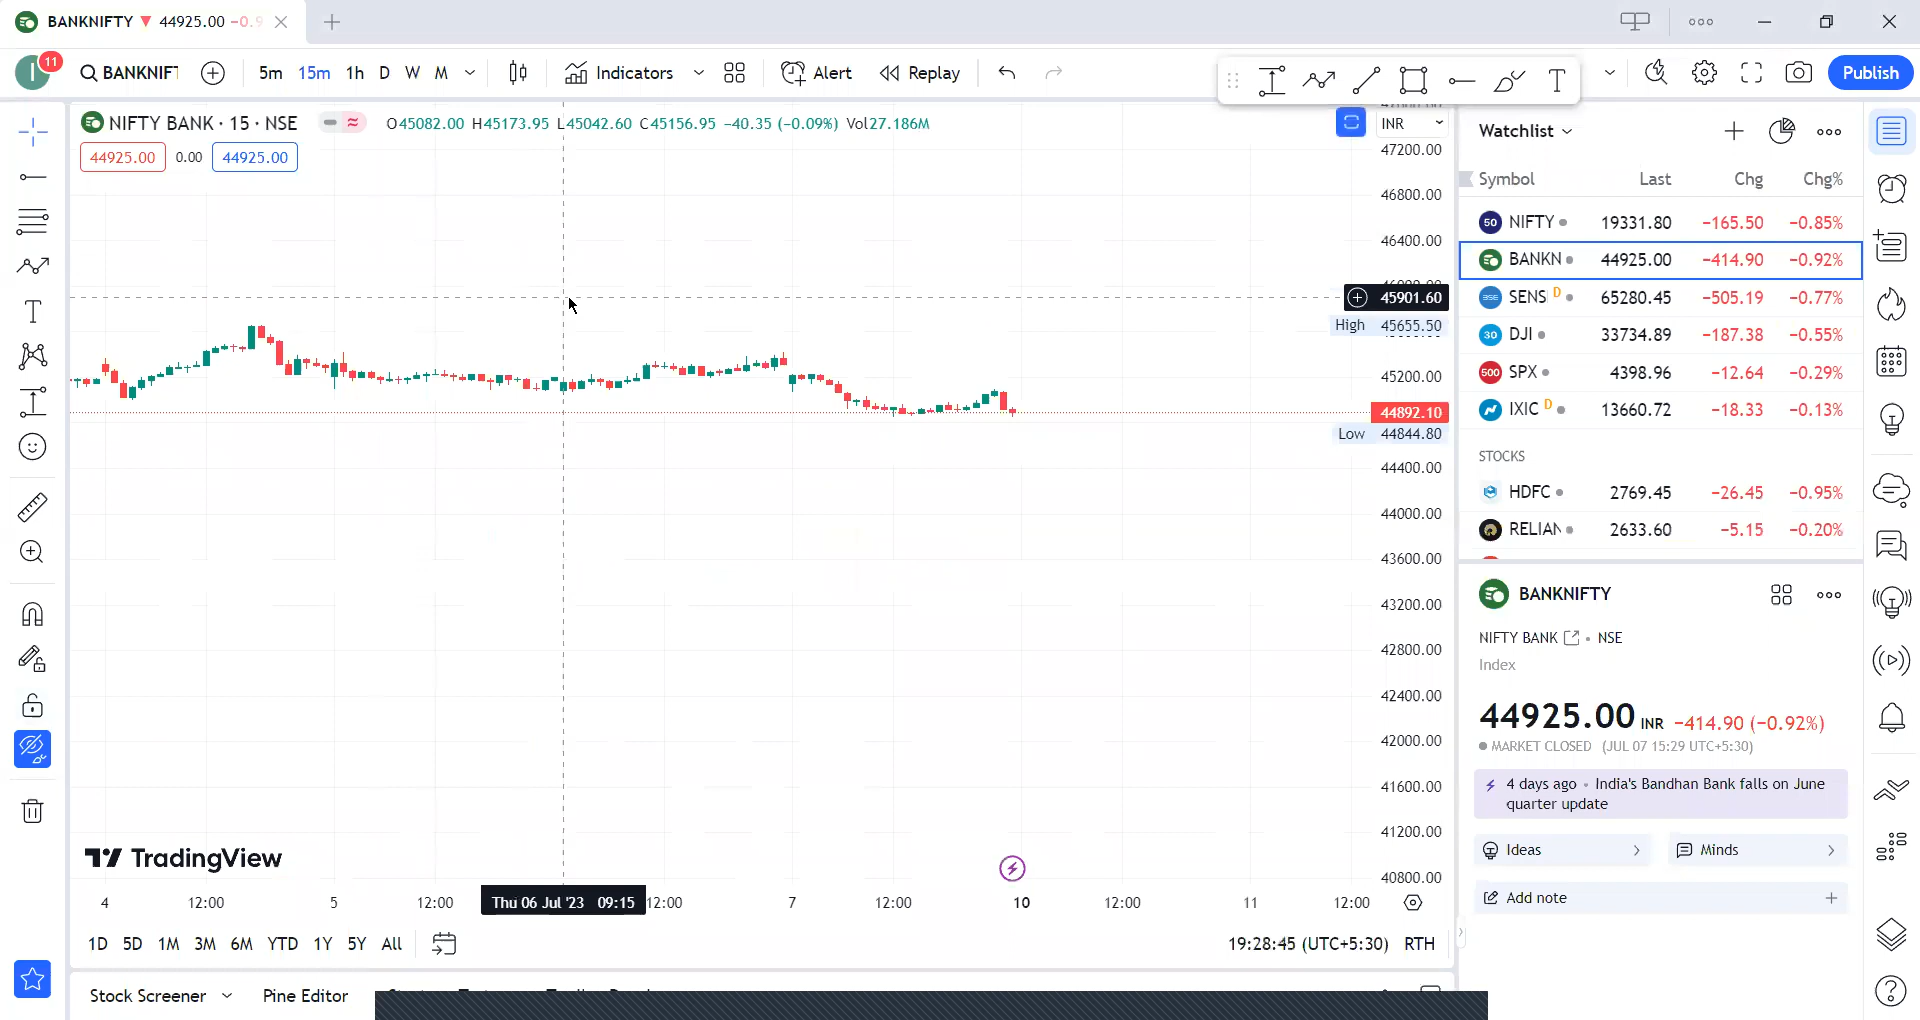 BANKNIFTY ▼ 44925.00 −0.9
11
I
BANKNIFT
5m 15m 1h D W M
Indicators
Alert
Replay
Publish
NIFTY BANK · 15 · NSE
O45082.00 H45173.95 L45042.60 C45156.95 −40.35 (−0.09%) Vol27.186M
INR
44925.00 0.00 44925.00
47200.00
46800.00
46400.00
45901.60
High 45655.50
45200.00
44892.10
Low 44844.80
44400.00
44000.00
43600.00
43200.00
42800.00
42400.00
42000.00
41600.00
41200.00
40800.00
TradingView
4 12:00 5 12:00 Thu 06 Jul '23 09:15 12:00 7 12:00 10 12:00 11 12:00
1D 5D 1M 3M 6M YTD 1Y 5Y All
19:28:45 (UTC+5:30) RTH
Stock Screener Pine Editor
Watchlist
Symbol Last Chg Chg%
50 NIFTY 19331.80 −165.50 −0.85%
BANKN 44925.00 −414.90 −0.92%
BSE SENS D 65280.45 −505.19 −0.77%
30 DJI 33734.89 −187.38 −0.55%
500 SPX 4398.96 −12.64 −0.29%
IXIC D 13660.72 −18.33 −0.13%
STOCKS
HDFC 2769.45 −26.45 −0.95%
RELIAN 2633.60 −5.15 −0.20%
BANKNIFTY
NIFTY BANK • NSE
Index
44925.00 INR −414.90 (−0.92%)
MARKET CLOSED (JUL 07 15:29 UTC+5:30)
4 days ago • India's Bandhan Bank falls on June
quarter update
Ideas
Minds
Add note